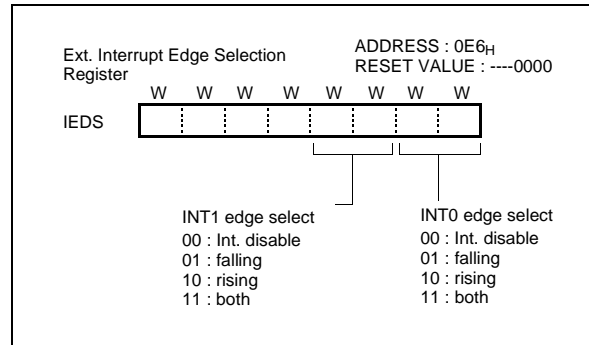 Ext. Interrupt Edge Selection
Register
ADDRESS : 0E6H
RESET VALUE : ----0000
W W W W W W W W
IEDS
INT1 edge select
00 : Int. disable
01 : falling
10 : rising
11 : both
INT0 edge select
00 : Int. disable
01 : falling
10 : rising
11 : both